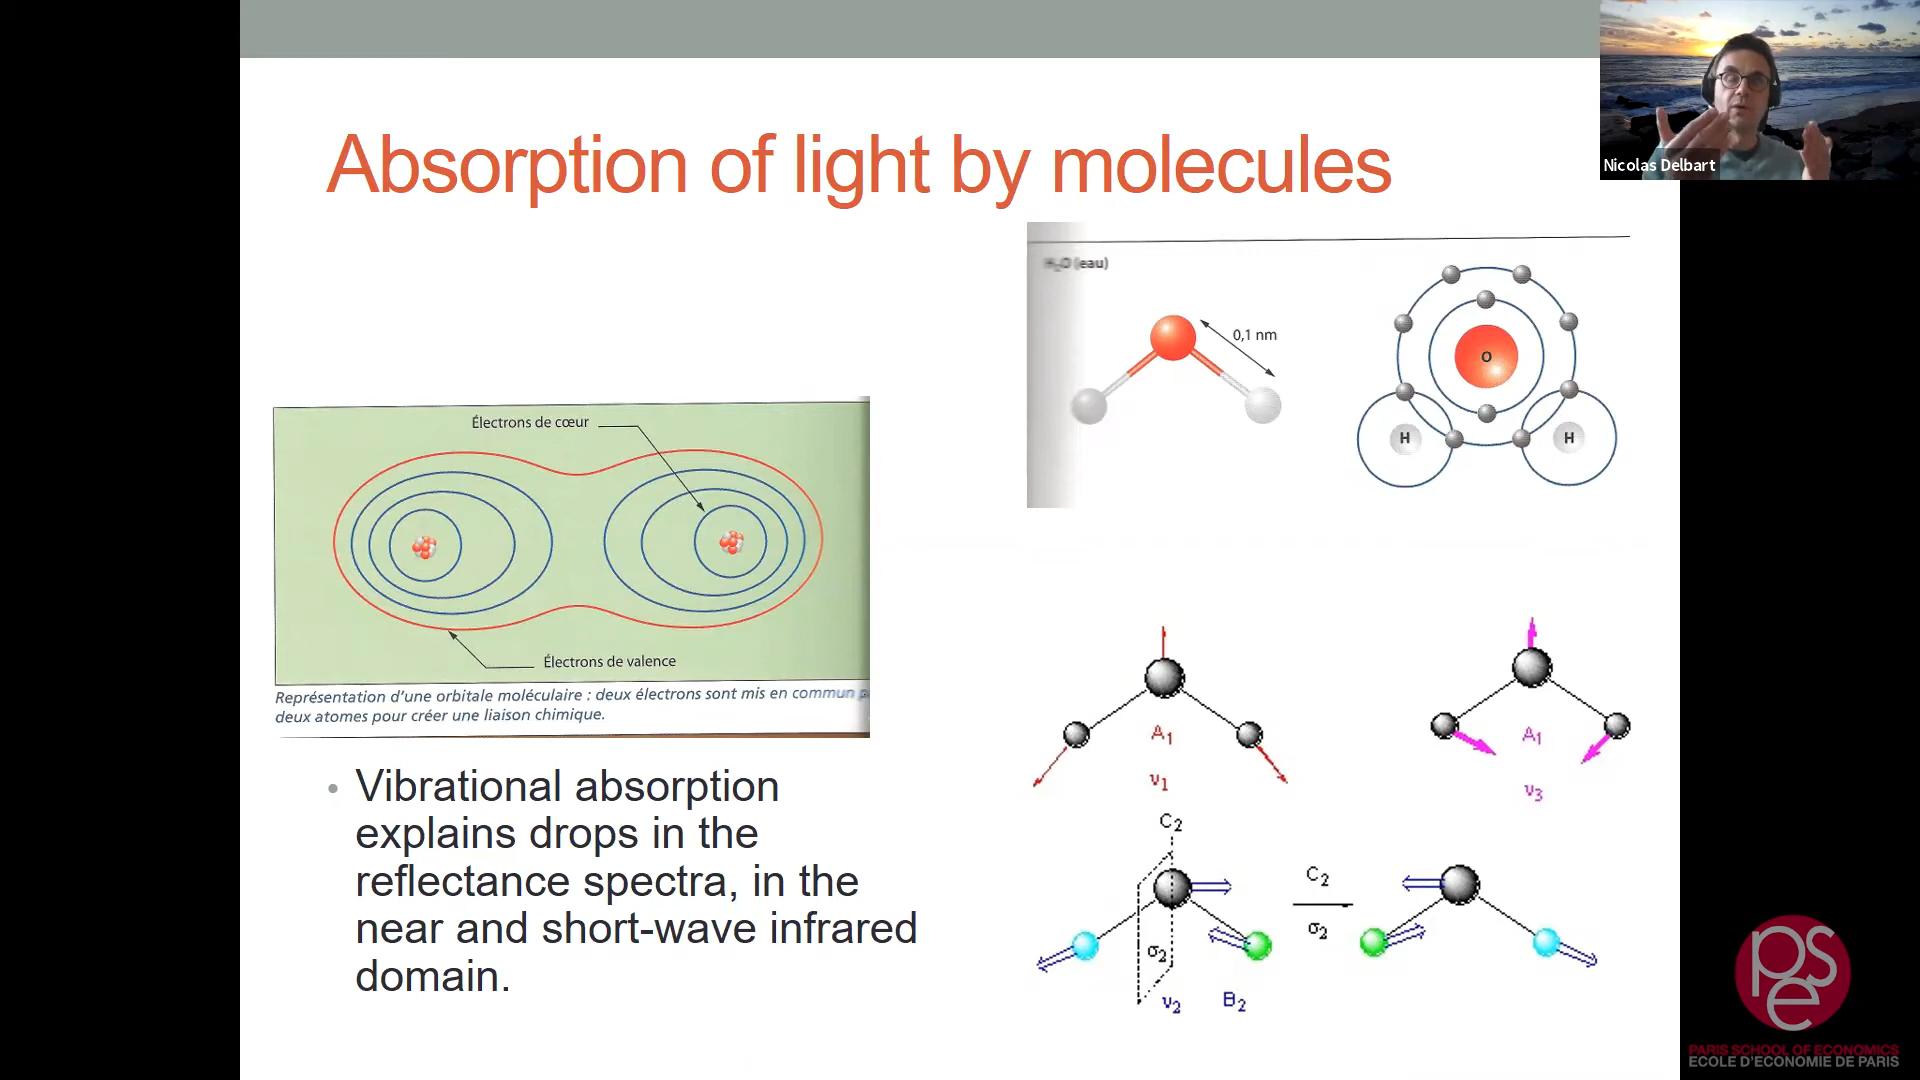 Nicolas Delbart
Absorption of light by molecules
H2O (eau)
0,1 nm
O
H
H
Électrons de cœur
Électrons de valence
Représentation d'une orbitale moléculaire : deux électrons sont mis en commun
deux atomes pour créer une liaison chimique.
A1
ν1
A1
ν3
• Vibrational absorption
explains drops in the
reflectance spectra, in the
near and short-wave infrared
domain.
C2
σ2
ν2
B2
C2
σ2
pse
PARIS SCHOOL OF ECONOMICS
ECOLE D'ECONOMIE DE PARIS